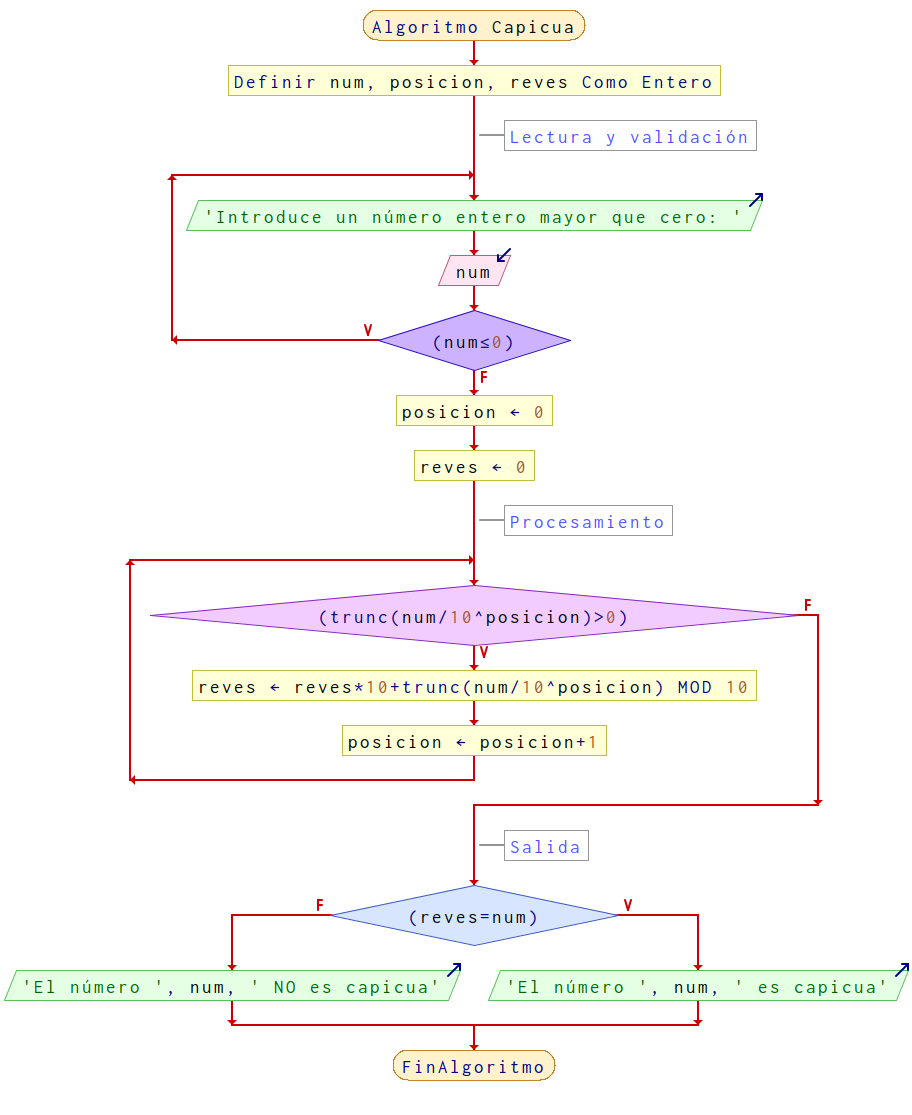 Algoritmo Capicua
Definir num, posicion, reves Como Entero
Lectura y validación
'Introduce un número entero mayor que cero: '
num
V
(num≤0)
F
posicion ← 0
reves ← 0
Procesamiento
(trunc(num/10^posicion)>0)
F
V
reves ← reves*10+trunc(num/10^posicion) MOD 10
posicion ← posicion+1
Salida
F
(reves=num)
V
'El número ', num, ' NO es capicua'
'El número ', num, ' es capicua'
FinAlgoritmo